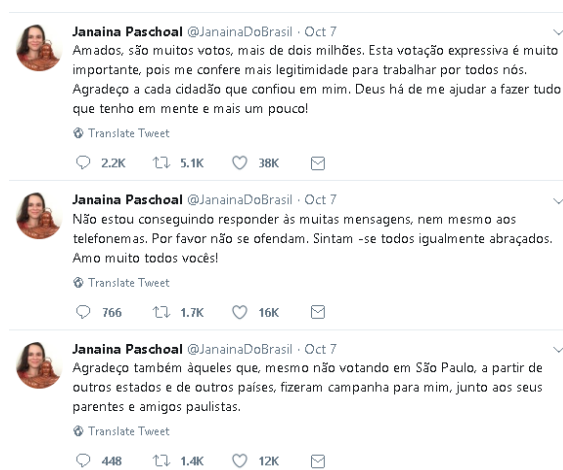 Janaina Paschoal @JanainaDoBrasil · Oct 7
Amados, são muitos votos, mais de dois milhões. Esta votação expressiva é muito
importante, pois me confere mais legitimidade para trabalhar por todos nós.
Agradeço a cada cidadão que confiou em mim. Deus há de me ajudar a fazer tudo
que tenho em mente e mais um pouco!
Translate Tweet
2.2K 5.1K 38K
Janaina Paschoal @JanainaDoBrasil · Oct 7
Não estou conseguindo responder às muitas mensagens, nem mesmo aos
telefonemas. Por favor não se ofendam. Sintam -se todos igualmente abraçados.
Amo muito todos vocês!
Translate Tweet
766 1.7K 16K
Janaina Paschoal @JanainaDoBrasil · Oct 7
Agradeço também àqueles que, mesmo não votando em São Paulo, a partir de
outros estados e de outros países, fizeram campanha para mim, junto aos seus
parentes e amigos paulistas.
Translate Tweet
448 1.4K 12K